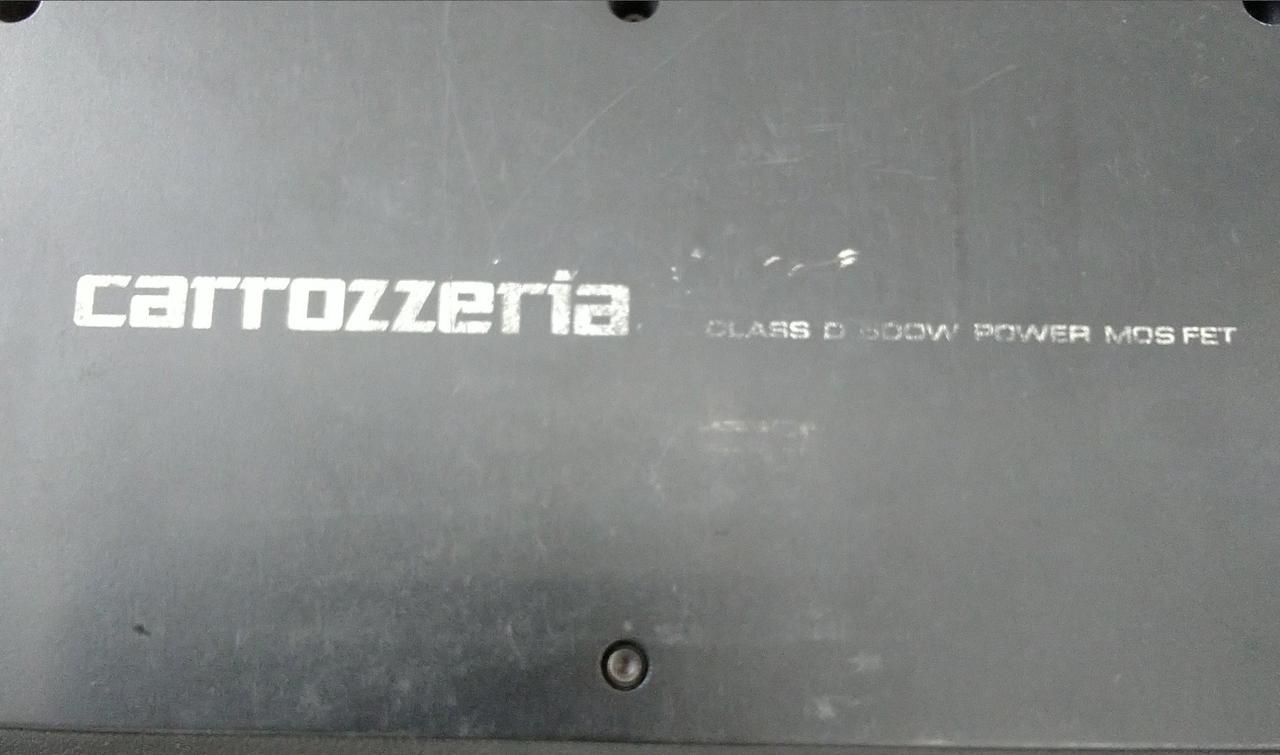 carrozzeria
CLASS D 500W POWER MOS FET